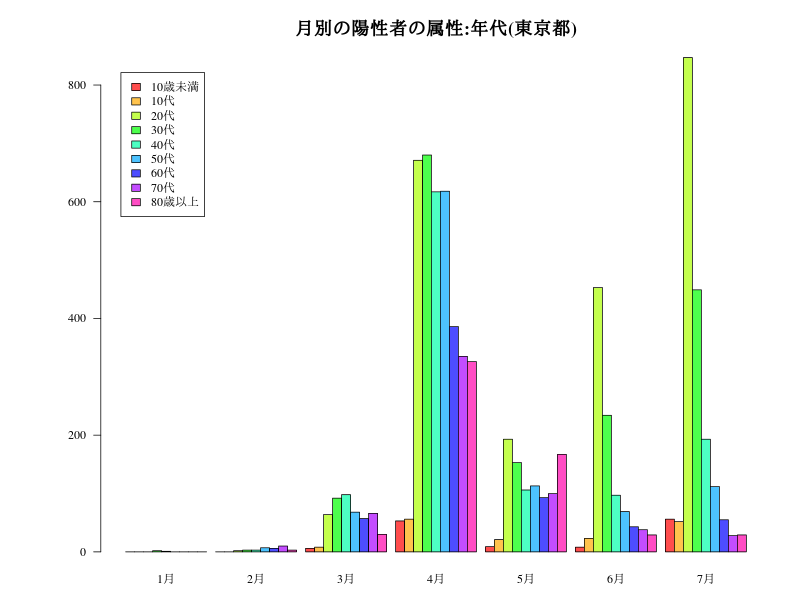 月別の陽性者の属性:年代(東京都)
800
600
400
200
0
10歳未満
10代
20代
30代
40代
50代
60代
70代
80歳以上
1月 2月 3月 4月 5月 6月 7月